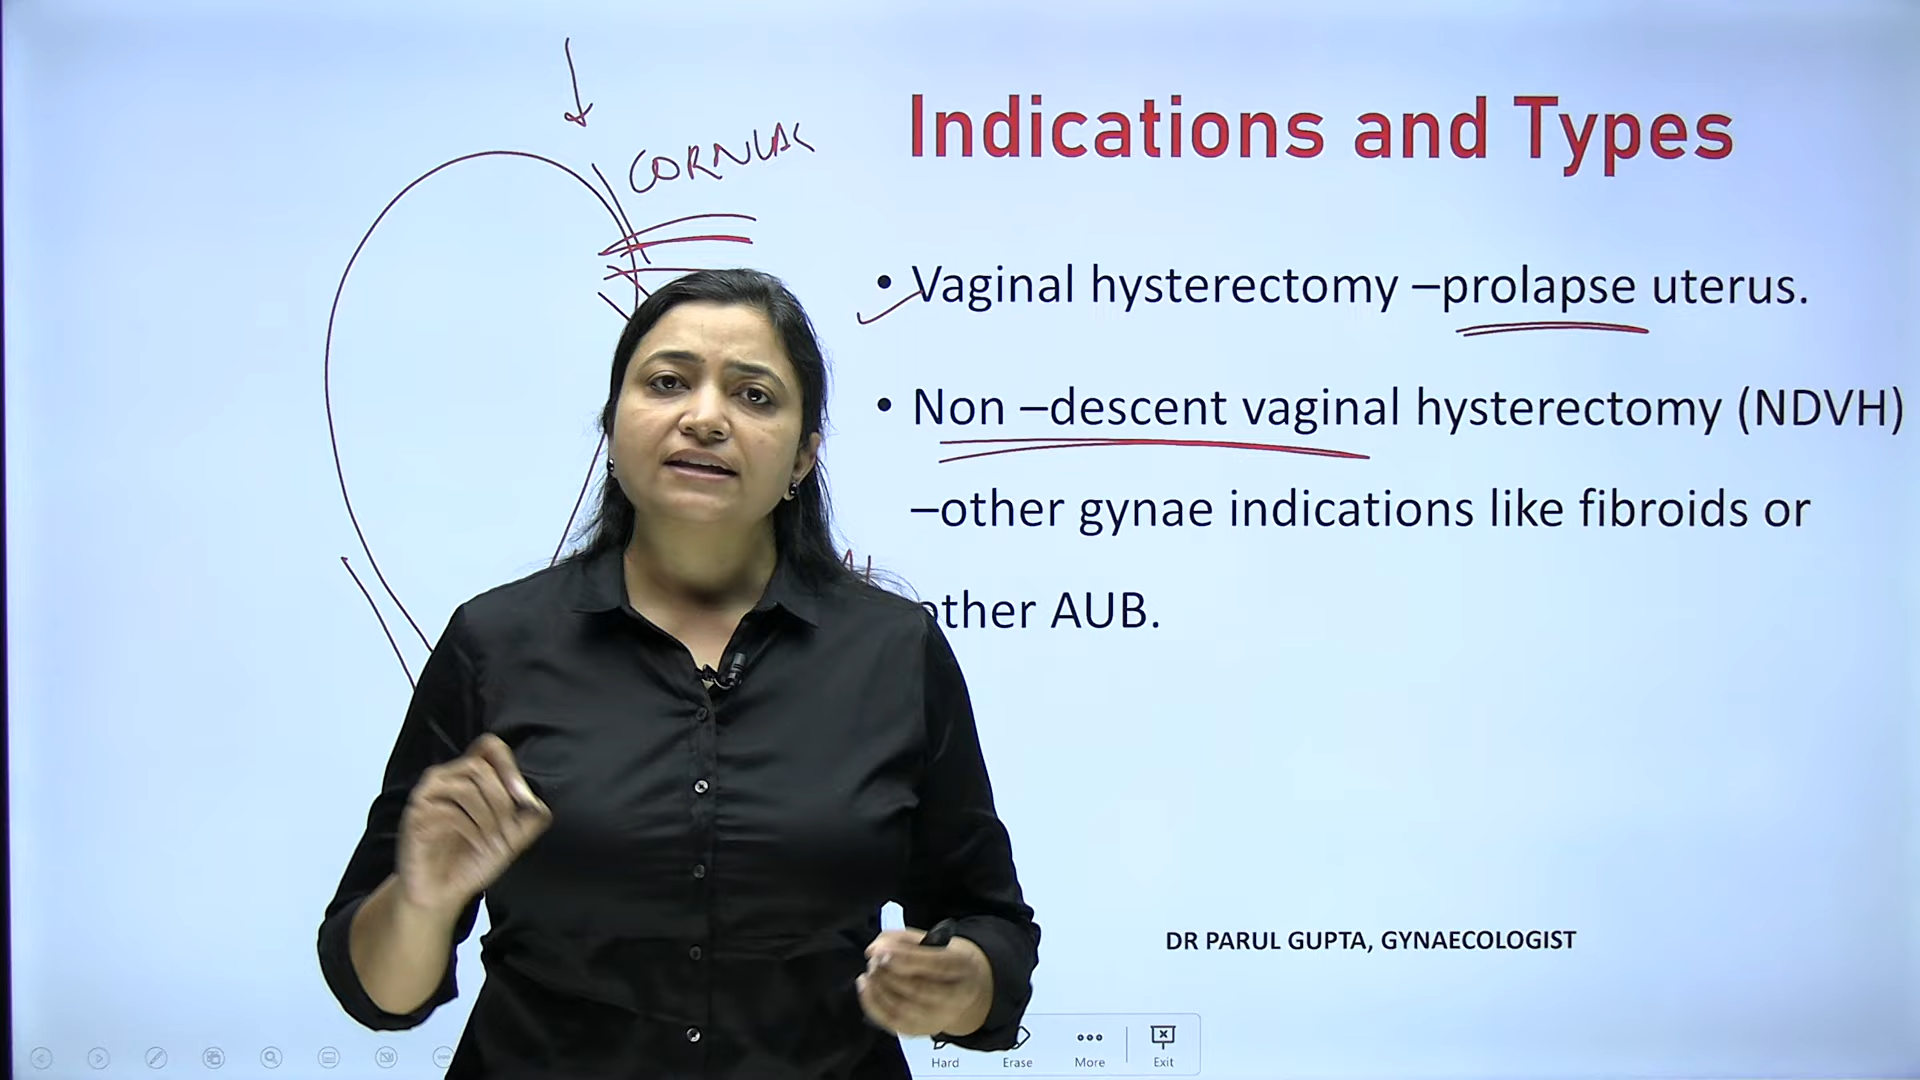 CORNUAL
Indications and Types
• Vaginal hysterectomy –prolapse uterus.
• Non –descent vaginal hysterectomy (NDVH)
–other gynae indications like fibroids or
other AUB.
DR PARUL GUPTA, GYNAECOLOGIST
Hard Erase More Exit